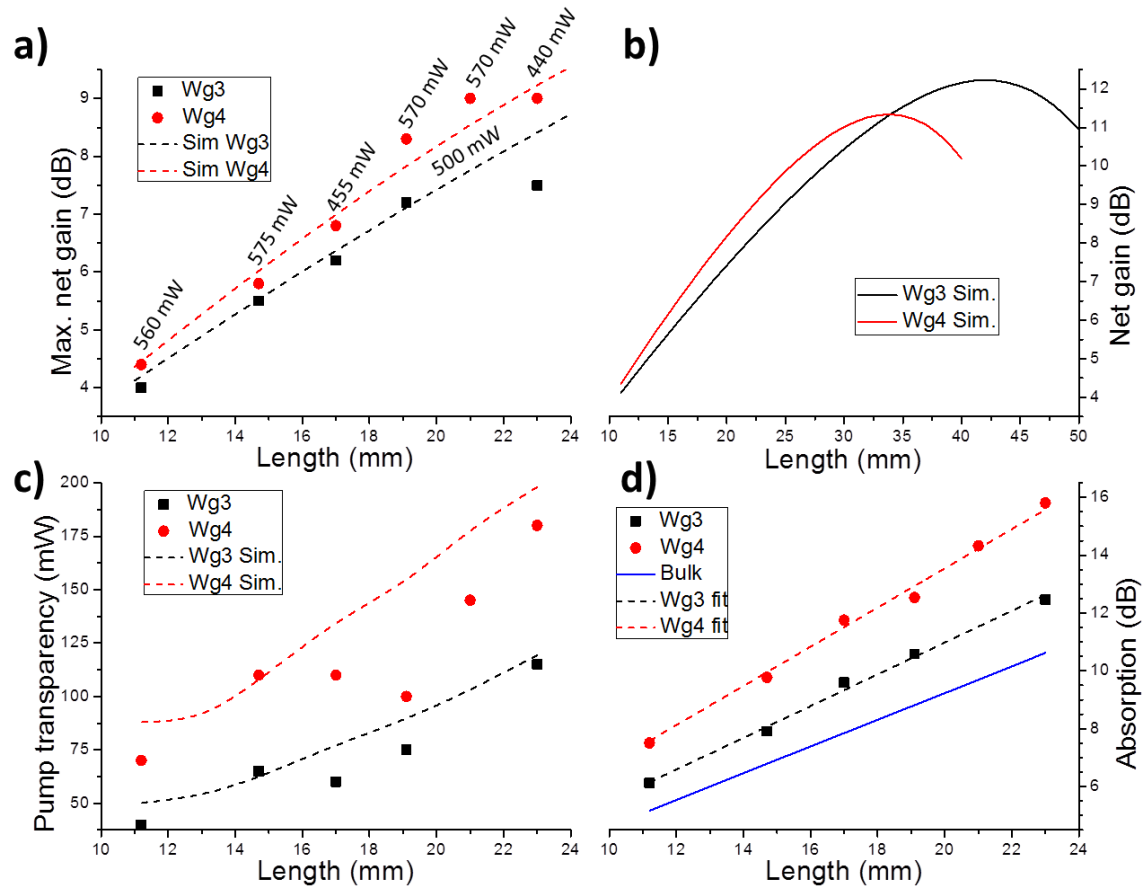 a)
Wg3
Wg4
Sim Wg3
Sim Wg4
560 mW
575 mW
455 mW
570 mW
570 mW
440 mW
500 mW
Max. net gain (dB)
9
8
7
6
5
4
10 12 14 16 18 20 22 24
Length (mm)
b)
Wg3 Sim.
Wg4 Sim.
Net gain (dB)
12
11
10
9
8
7
6
5
4
10 15 20 25 30 35 40 45 50
Length (mm)
c)
Wg3
Wg4
Wg3 Sim.
Wg4 Sim.
Pump transparency (mW)
200
175
150
125
100
75
50
10 12 14 16 18 20 22 24
Length (mm)
d)
Wg3
Wg4
Bulk
Wg3 fit
Wg4 fit
Absorption (dB)
16
14
12
10
8
6
10 12 14 16 18 20 22 24
Length (mm)